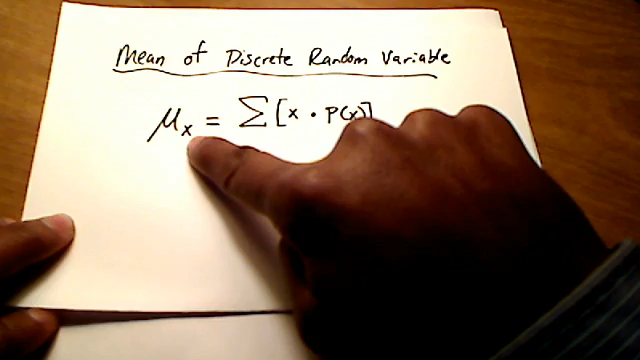 Mean of Discrete Random Variable
μx = Σ [x · P(x)]